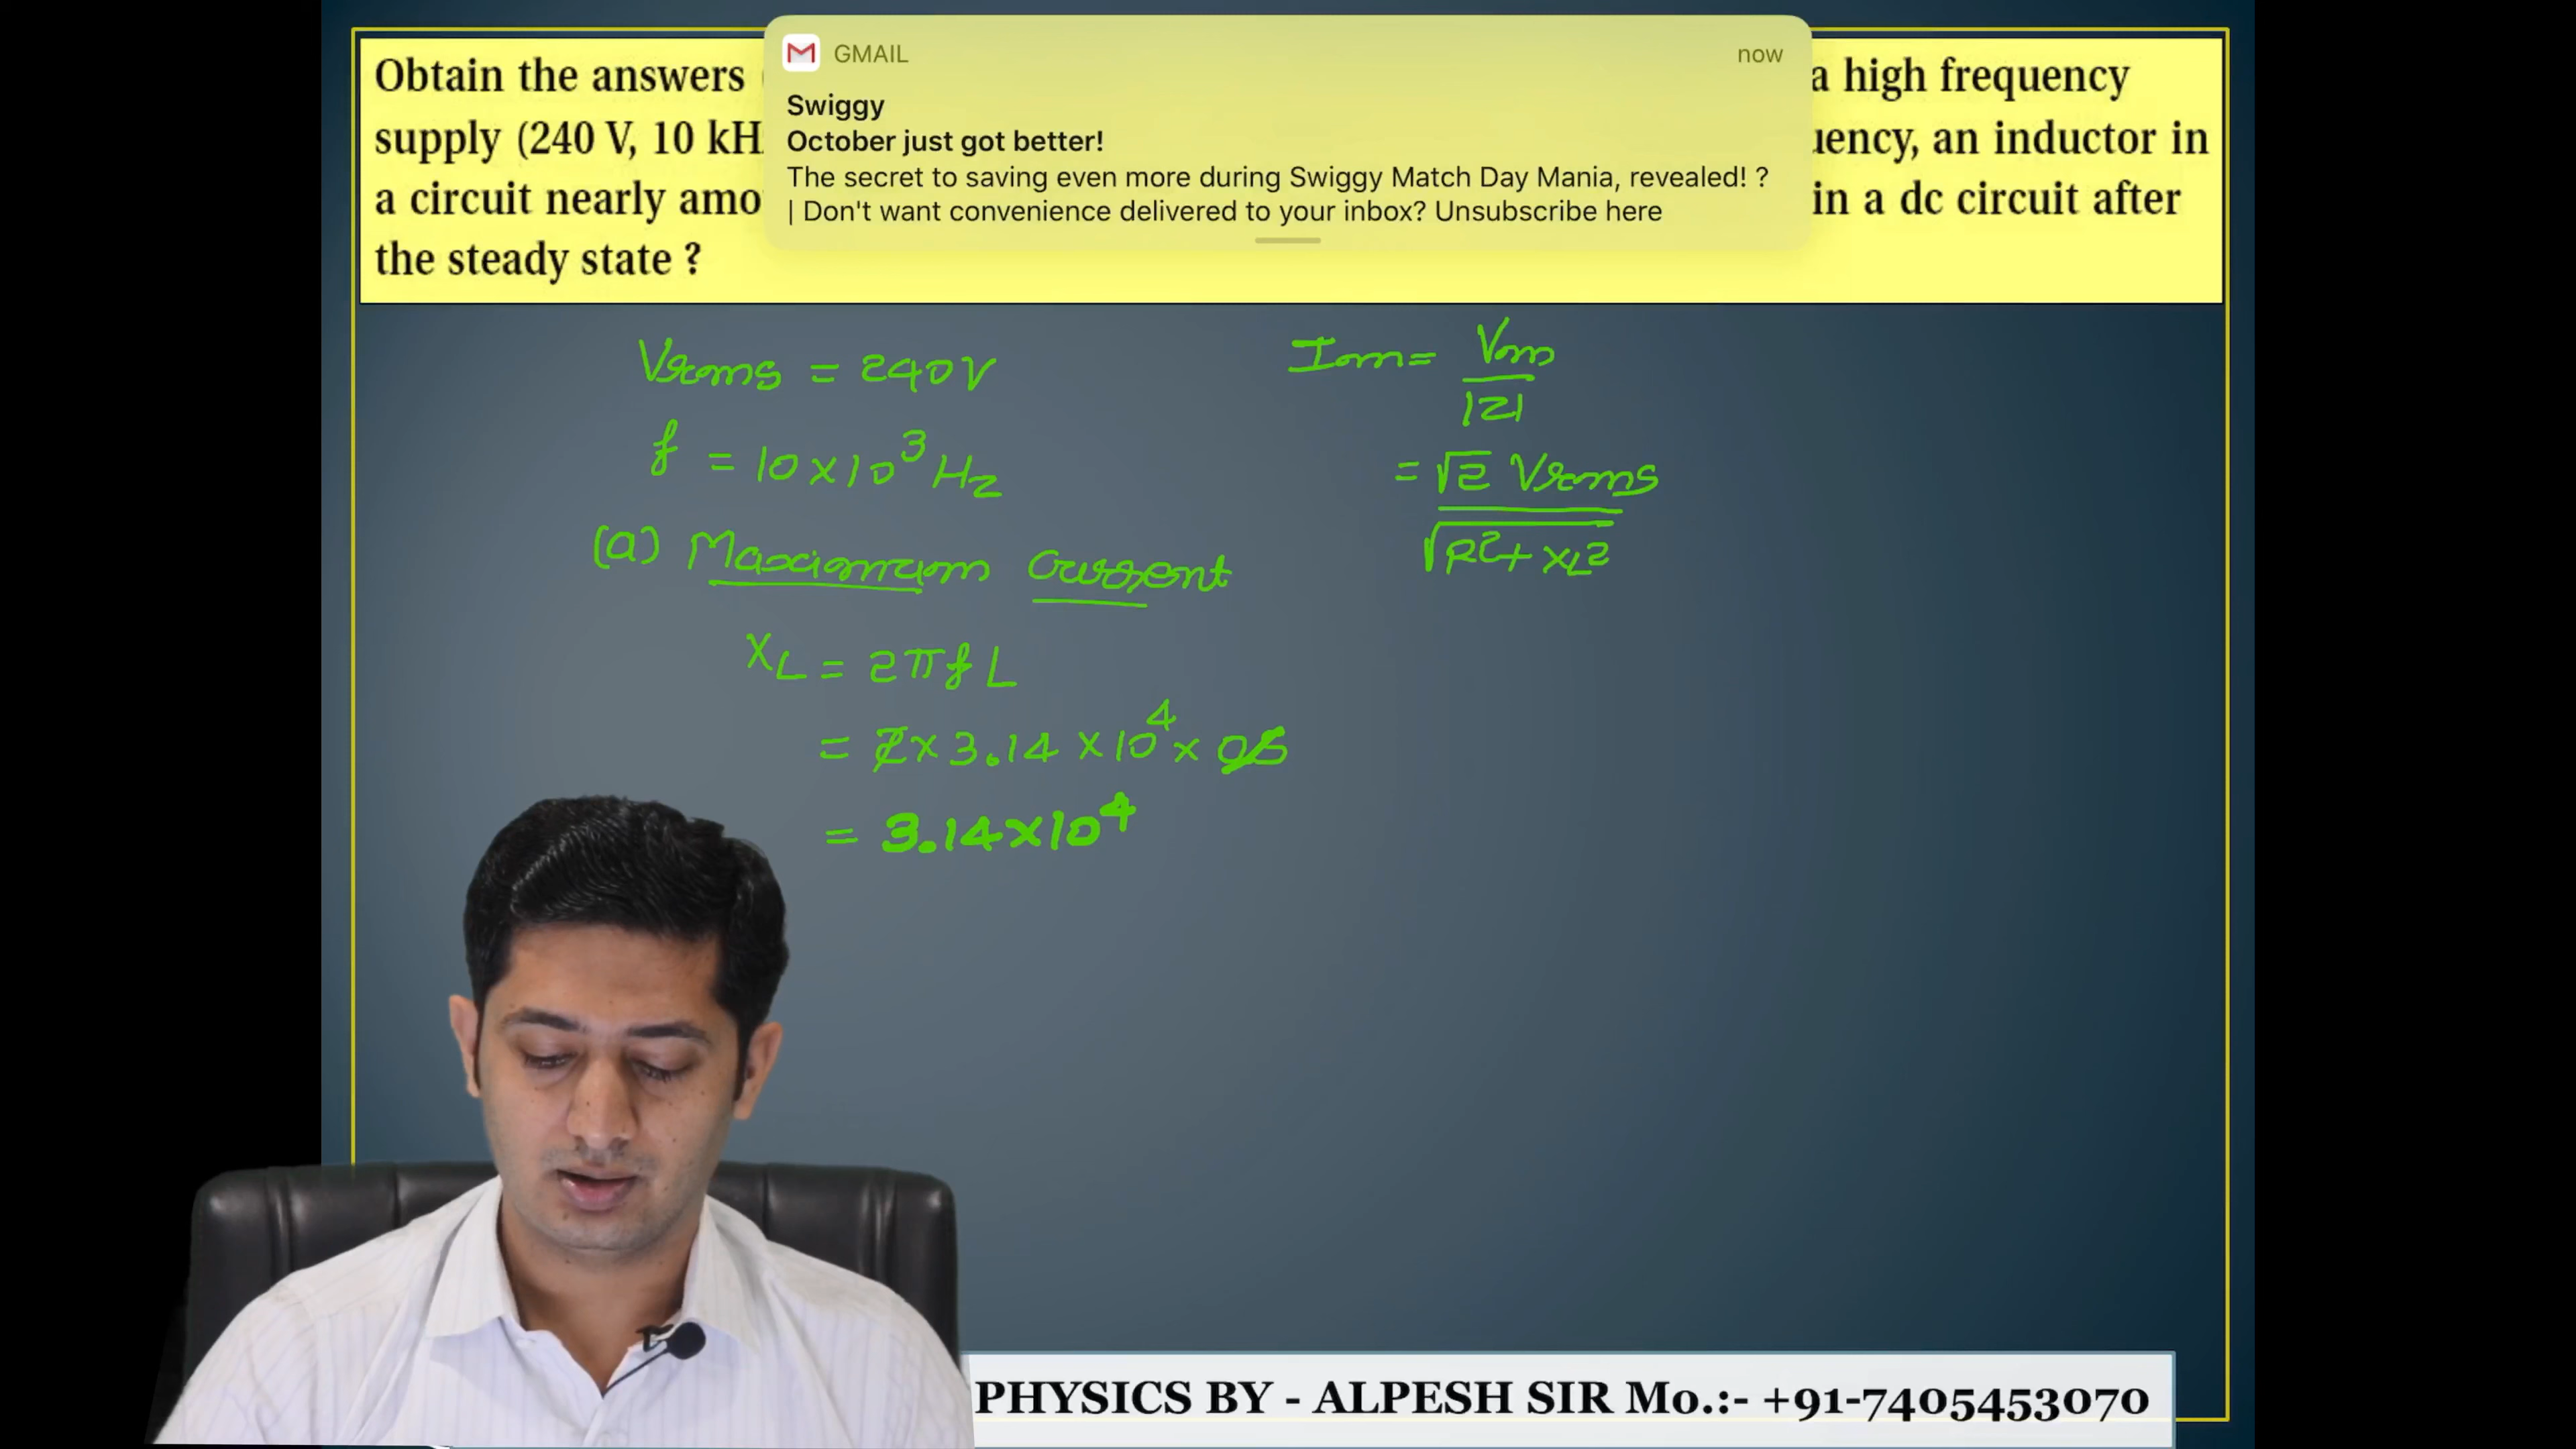 Obtain the answers
GMAIL
now
Swiggy
October just got better!
The secret to saving even more during Swiggy Match Day Mania, revealed! ?
| Don't want convenience delivered to your inbox? Unsubscribe here
a high frequency
supply (240 V, 10 kH
uency, an inductor in
a circuit nearly amo
in a dc circuit after
the steady state ?
Vrms = 240V
f = 10×10³ Hz
(a) Maximum Current
X_L = 2πfL
= 2× 3.14 ×10⁴ × 0.5
= 3.14×10⁴
Im = Vm / |Z|
= √2 Vrms / √R²+X_L²
PHYSICS BY - ALPESH SIR Mo.:- +91-7405453070